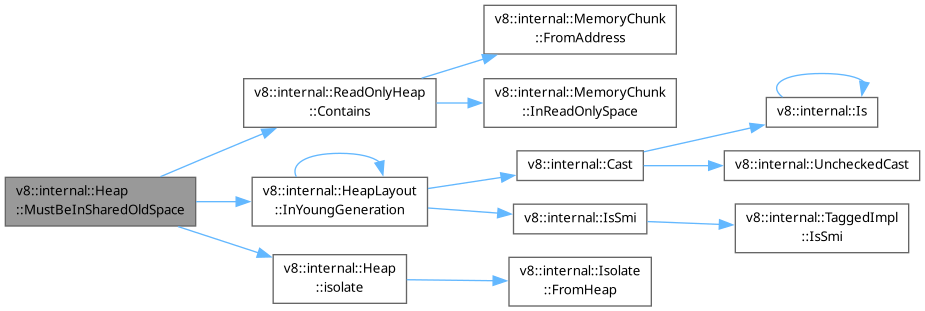 v8::internal::MemoryChunk
::FromAddress
v8::internal::ReadOnlyHeap
::Contains
v8::internal::MemoryChunk
::InReadOnlySpace
v8::internal::Is
v8::internal::Cast
v8::internal::UncheckedCast
v8::internal::Heap
::MustBeInSharedOldSpace
v8::internal::HeapLayout
::InYoungGeneration
v8::internal::IsSmi
v8::internal::TaggedImpl
::IsSmi
v8::internal::Heap
::isolate
v8::internal::Isolate
::FromHeap